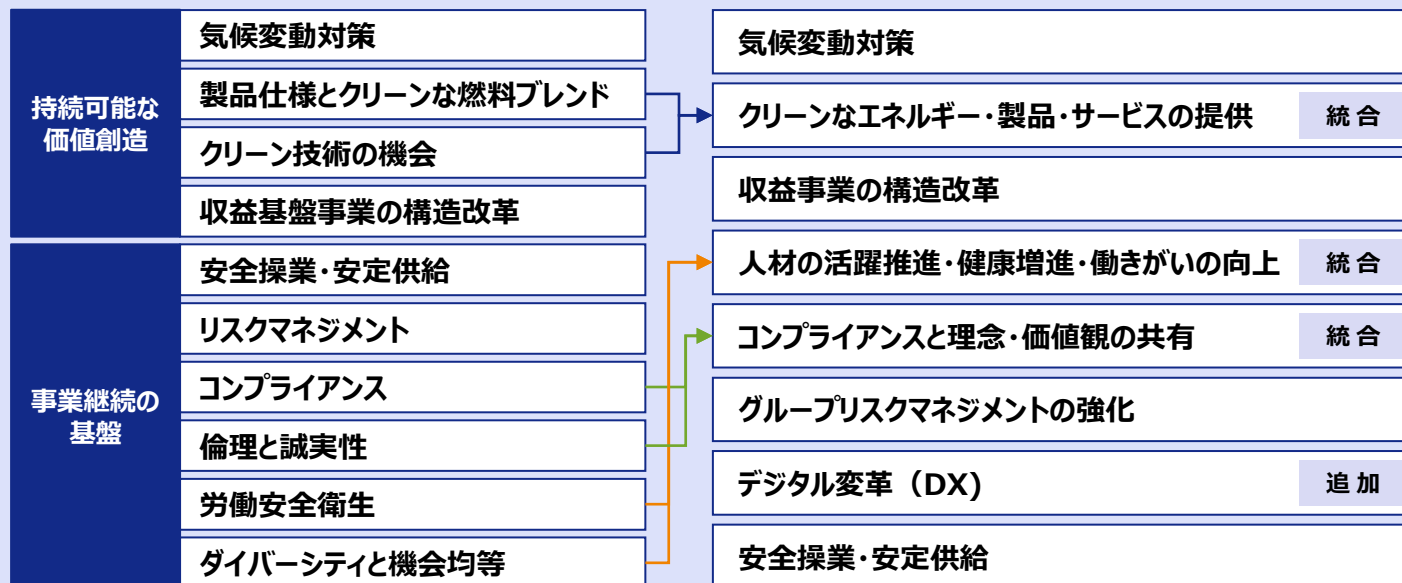 持続可能な
価値創造
気候変動対策
製品仕様とクリーンな燃料ブレンド
クリーン技術の機会
収益基盤事業の構造改革
事業継続の
基盤
安全操業・安定供給
リスクマネジメント
コンプライアンス
倫理と誠実性
労働安全衛生
ダイバーシティと機会均等
気候変動対策
クリーンなエネルギー・製品・サービスの提供 統合
収益事業の構造改革
人材の活躍推進・健康増進・働きがいの向上 統合
コンプライアンスと理念・価値観の共有 統合
グループリスクマネジメントの強化
デジタル変革（DX) 追加
安全操業・安定供給